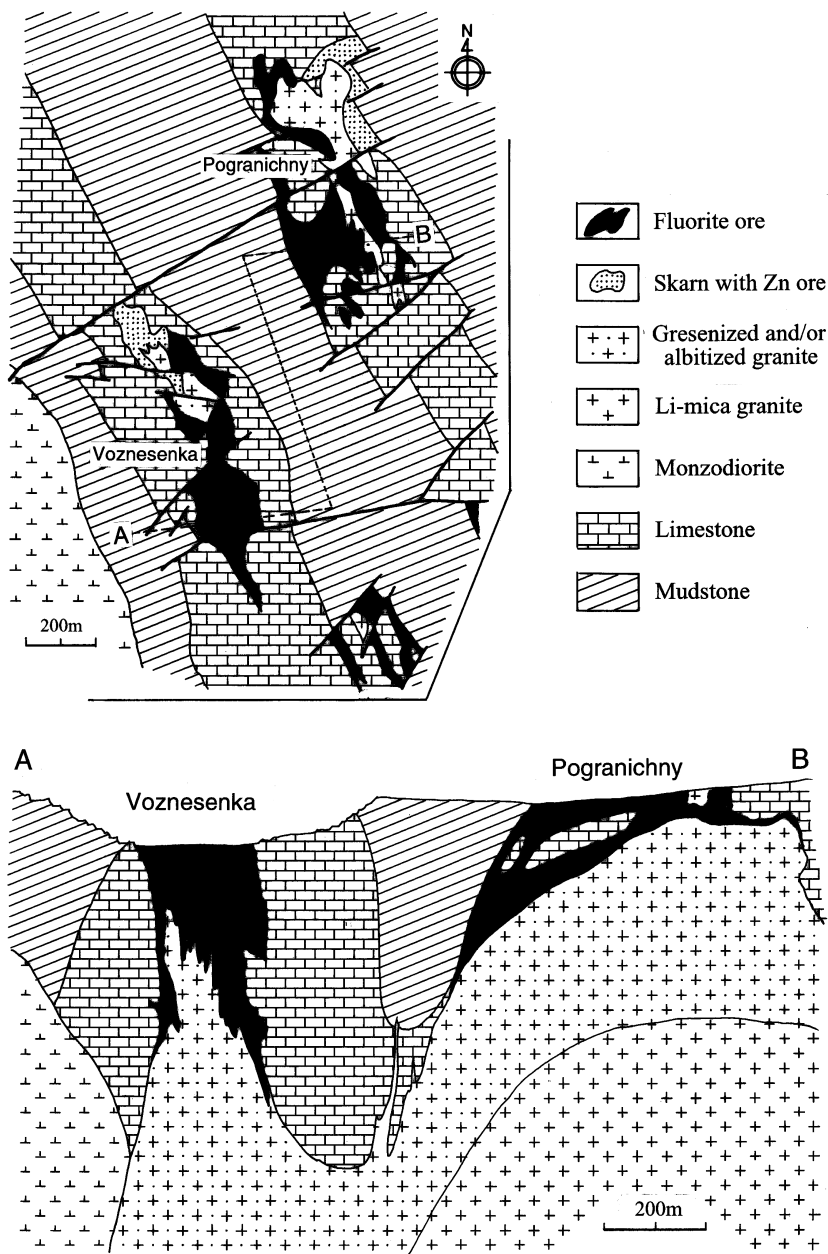 N
Pogranichny
B
Voznesenka
A
200m
Fluorite ore
Skarn with Zn ore
Gresenized and/or
albitized granite
Li-mica granite
Monzodiorite
Limestone
Mudstone
A
B
Voznesenka
Pogranichny
200m